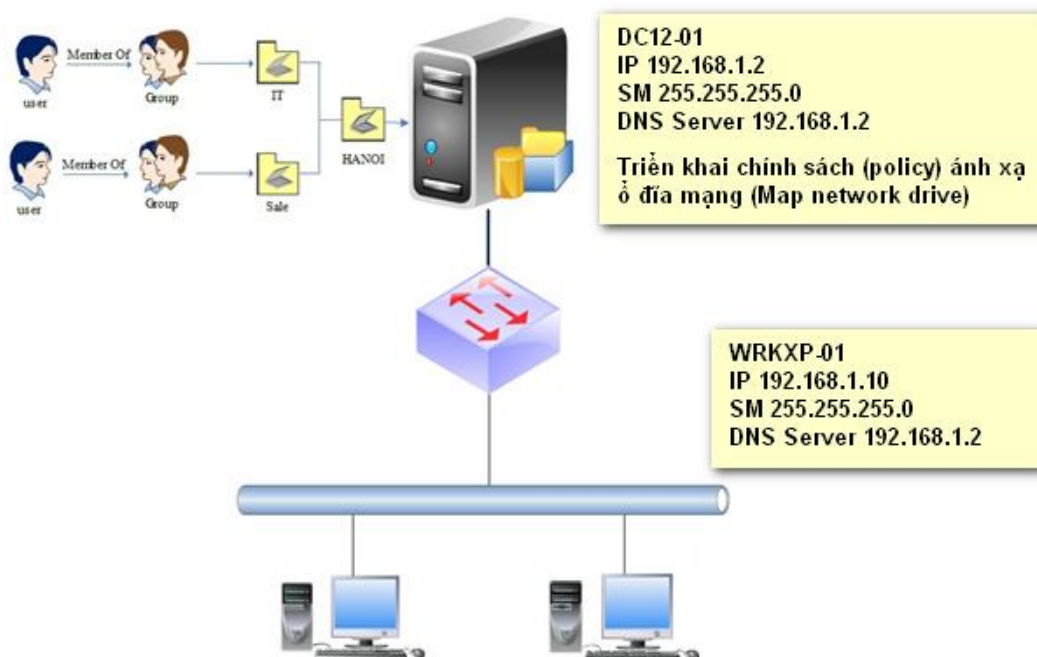 Member Of
user
Group
IT
Member Of
user
Group
Sale
HANOI
DC12-01
IP 192.168.1.2
SM 255.255.255.0
DNS Server 192.168.1.2
Triển khai chính sách (policy) ánh xạ
ổ đĩa mạng (Map network drive)
WRKXP-01
IP 192.168.1.10
SM 255.255.255.0
DNS Server 192.168.1.2